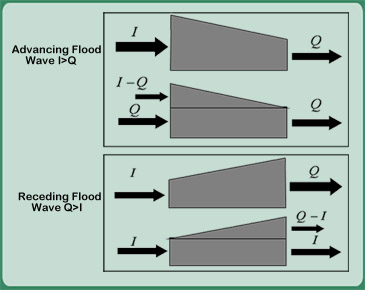 I
Q
Advancing Flood
Wave I>Q
I – Q
Q
Q
I
Q
Receding Flood
Wave Q>I
Q – I
I
I